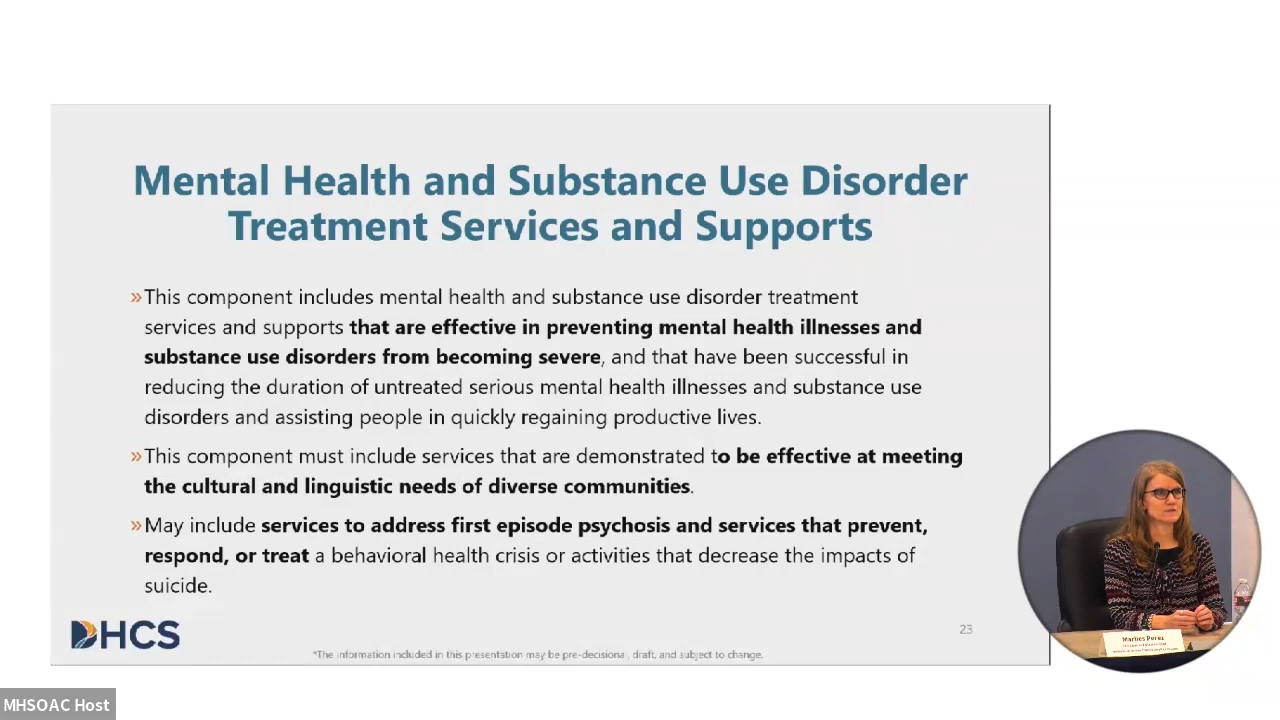 Mental Health and Substance Use Disorder
Treatment Services and Supports
»This component includes mental health and substance use disorder treatment
services and supports that are effective in preventing mental health illnesses and
substance use disorders from becoming severe, and that have been successful in
reducing the duration of untreated serious mental health illnesses and substance use
disorders and assisting people in quickly regaining productive lives.
»This component must include services that are demonstrated to be effective at meeting
the cultural and linguistic needs of diverse communities.
»May include services to address first episode psychosis and services that prevent,
respond, or treat a behavioral health crisis or activities that decrease the impacts of
suicide.
DHCS
23
*The information included in this presentation may be pre-decisional, draft, and subject to change.
Marlies Perez
MHSOAC Host